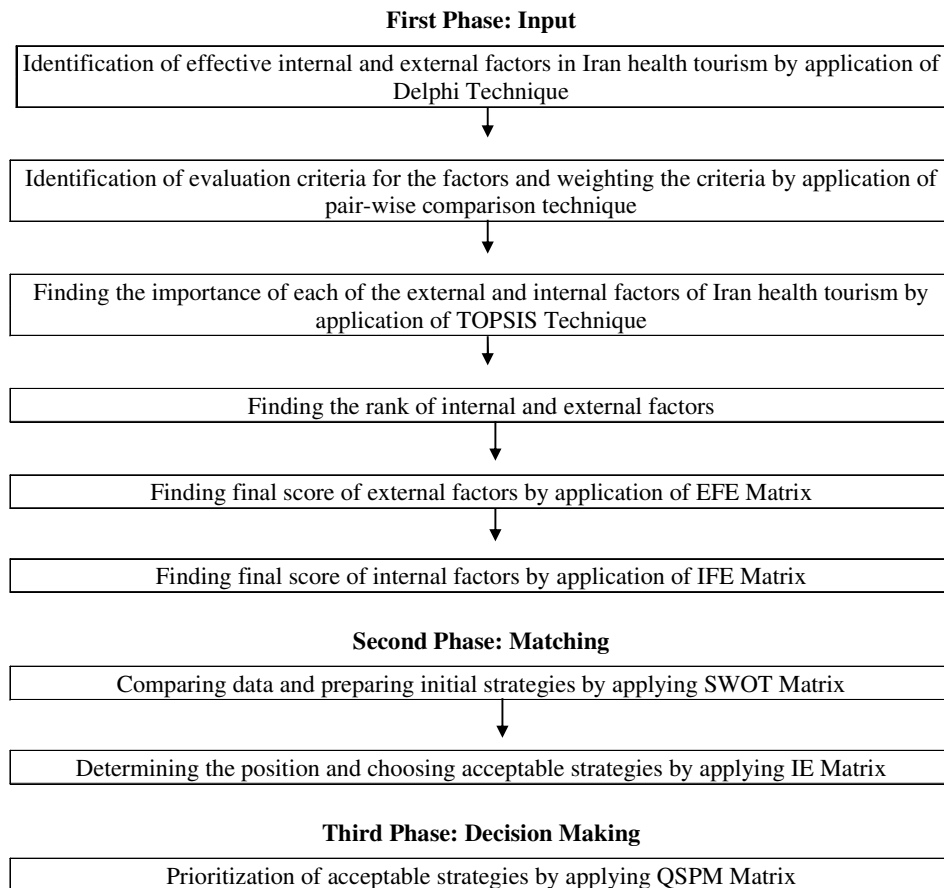 First Phase: Input
Identification of effective internal and external factors in Iran health tourism by application of
Delphi Technique
Identification of evaluation criteria for the factors and weighting the criteria by application of
pair-wise comparison technique
Finding the importance of each of the external and internal factors of Iran health tourism by
application of TOPSIS Technique
Finding the rank of internal and external factors
Finding final score of external factors by application of EFE Matrix
Finding final score of internal factors by application of IFE Matrix
Second Phase: Matching
Comparing data and preparing initial strategies by applying SWOT Matrix
Determining the position and choosing acceptable strategies by applying IE Matrix
Third Phase: Decision Making
Prioritization of acceptable strategies by applying QSPM Matrix